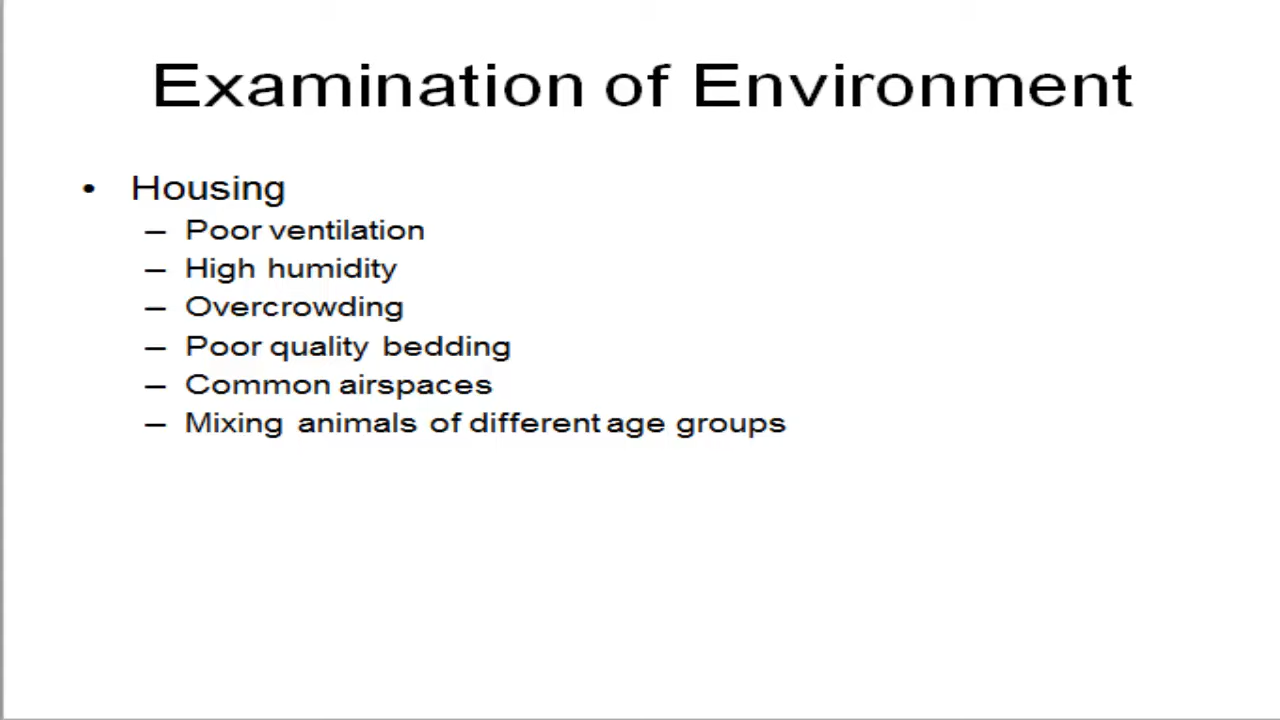 Examination of Environment
• Housing
– Poor ventilation
– High humidity
– Overcrowding
– Poor quality bedding
– Common airspaces
– Mixing animals of different age groups